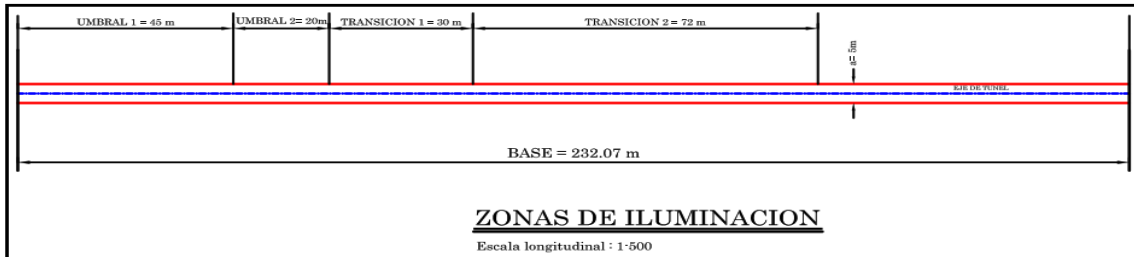 UMBRAL 1 = 45 m UMBRAL 2= 20m TRANSICION 1 = 30 m TRANSICION 2 = 72 m
a= 5m
EJE DE TUNEL
BASE = 232.07 m
ZONAS DE ILUMINACION
Escala longitudinal : 1-500